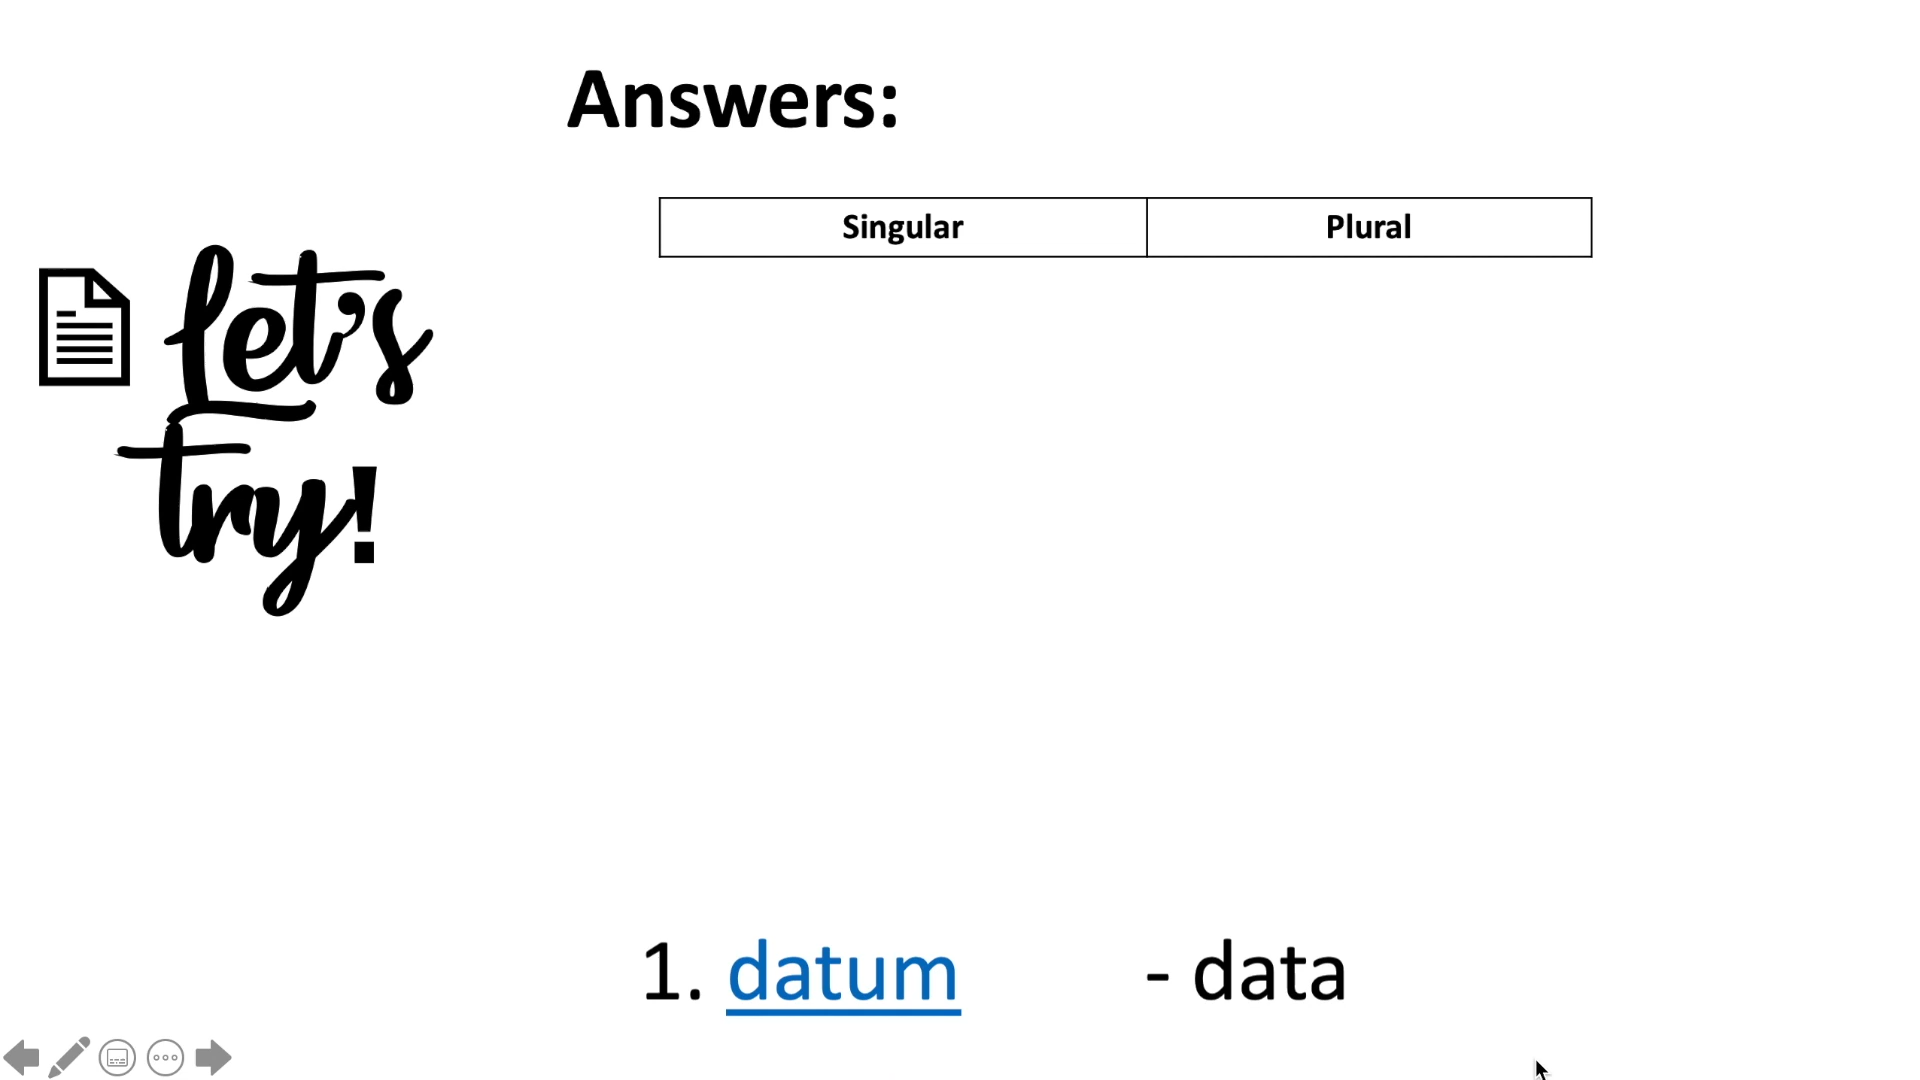 Answers:
Singular Plural
Let's
try!
1. datum - data